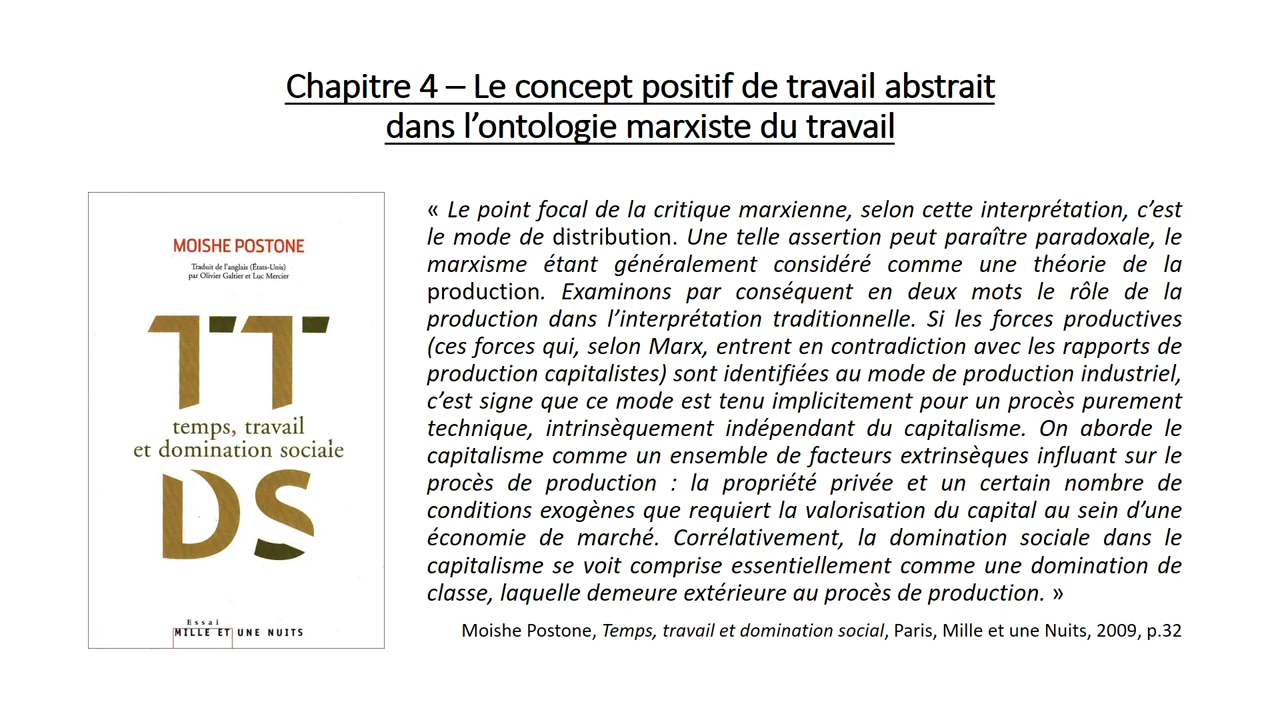 Chapitre 4 – Le concept positif de travail abstrait
dans l’ontologie marxiste du travail
MOISHE POSTONE
Traduit de l'anglais (États-Unis)
par Olivier Galtier et Luc Mercier
TT
temps, travail
et domination sociale
DS
Essai
MILLE ET UNE NUITS
« Le point focal de la critique marxienne, selon cette interprétation, c’est
le mode de distribution. Une telle assertion peut paraître paradoxale, le
marxisme étant généralement considéré comme une théorie de la
production. Examinons par conséquent en deux mots le rôle de la
production dans l’interprétation traditionnelle. Si les forces productives
(ces forces qui, selon Marx, entrent en contradiction avec les rapports de
production capitalistes) sont identifiées au mode de production industriel,
c’est signe que ce mode est tenu implicitement pour un procès purement
technique, intrinsèquement indépendant du capitalisme. On aborde le
capitalisme comme un ensemble de facteurs extrinsèques influant sur le
procès de production : la propriété privée et un certain nombre de
conditions exogènes que requiert la valorisation du capital au sein d’une
économie de marché. Corrélativement, la domination sociale dans le
capitalisme se voit comprise essentiellement comme une domination de
classe, laquelle demeure extérieure au procès de production. »
Moishe Postone, Temps, travail et domination social, Paris, Mille et une Nuits, 2009, p.32